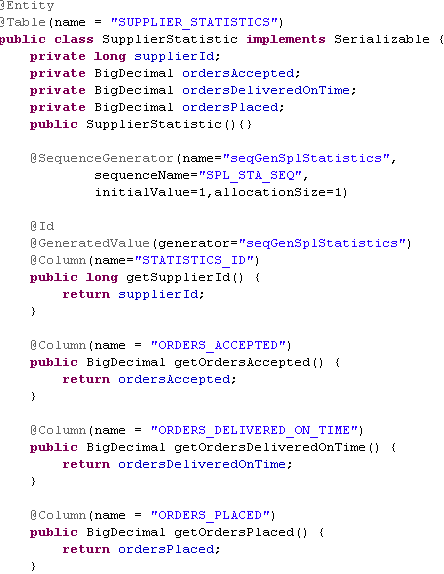 @Entity
@Table(name = "SUPPLIER_STATISTICS")
public class SupplierStatistic implements Serializable {
    private long supplierId;
    private BigDecimal ordersAccepted;
    private BigDecimal ordersDeliveredOnTime;
    private BigDecimal ordersPlaced;
    public SupplierStatistic(){}

    @SequenceGenerator(name="seqGenSplStatistics",
            sequenceName="SPL_STA_SEQ",
            initialValue=1,allocationSize=1)

    @Id
    @GeneratedValue(generator="seqGenSplStatistics")
    @Column(name="STATISTICS_ID")
    public long getSupplierId() {
        return supplierId;
    }

    @Column(name = "ORDERS_ACCEPTED")
    public BigDecimal getOrdersAccepted() {
        return ordersAccepted;
    }

    @Column(name = "ORDERS_DELIVERED_ON_TIME")
    public BigDecimal getOrdersDeliveredOnTime() {
        return ordersDeliveredOnTime;
    }

    @Column(name = "ORDERS_PLACED")
    public BigDecimal getOrdersPlaced() {
        return ordersPlaced;
    }